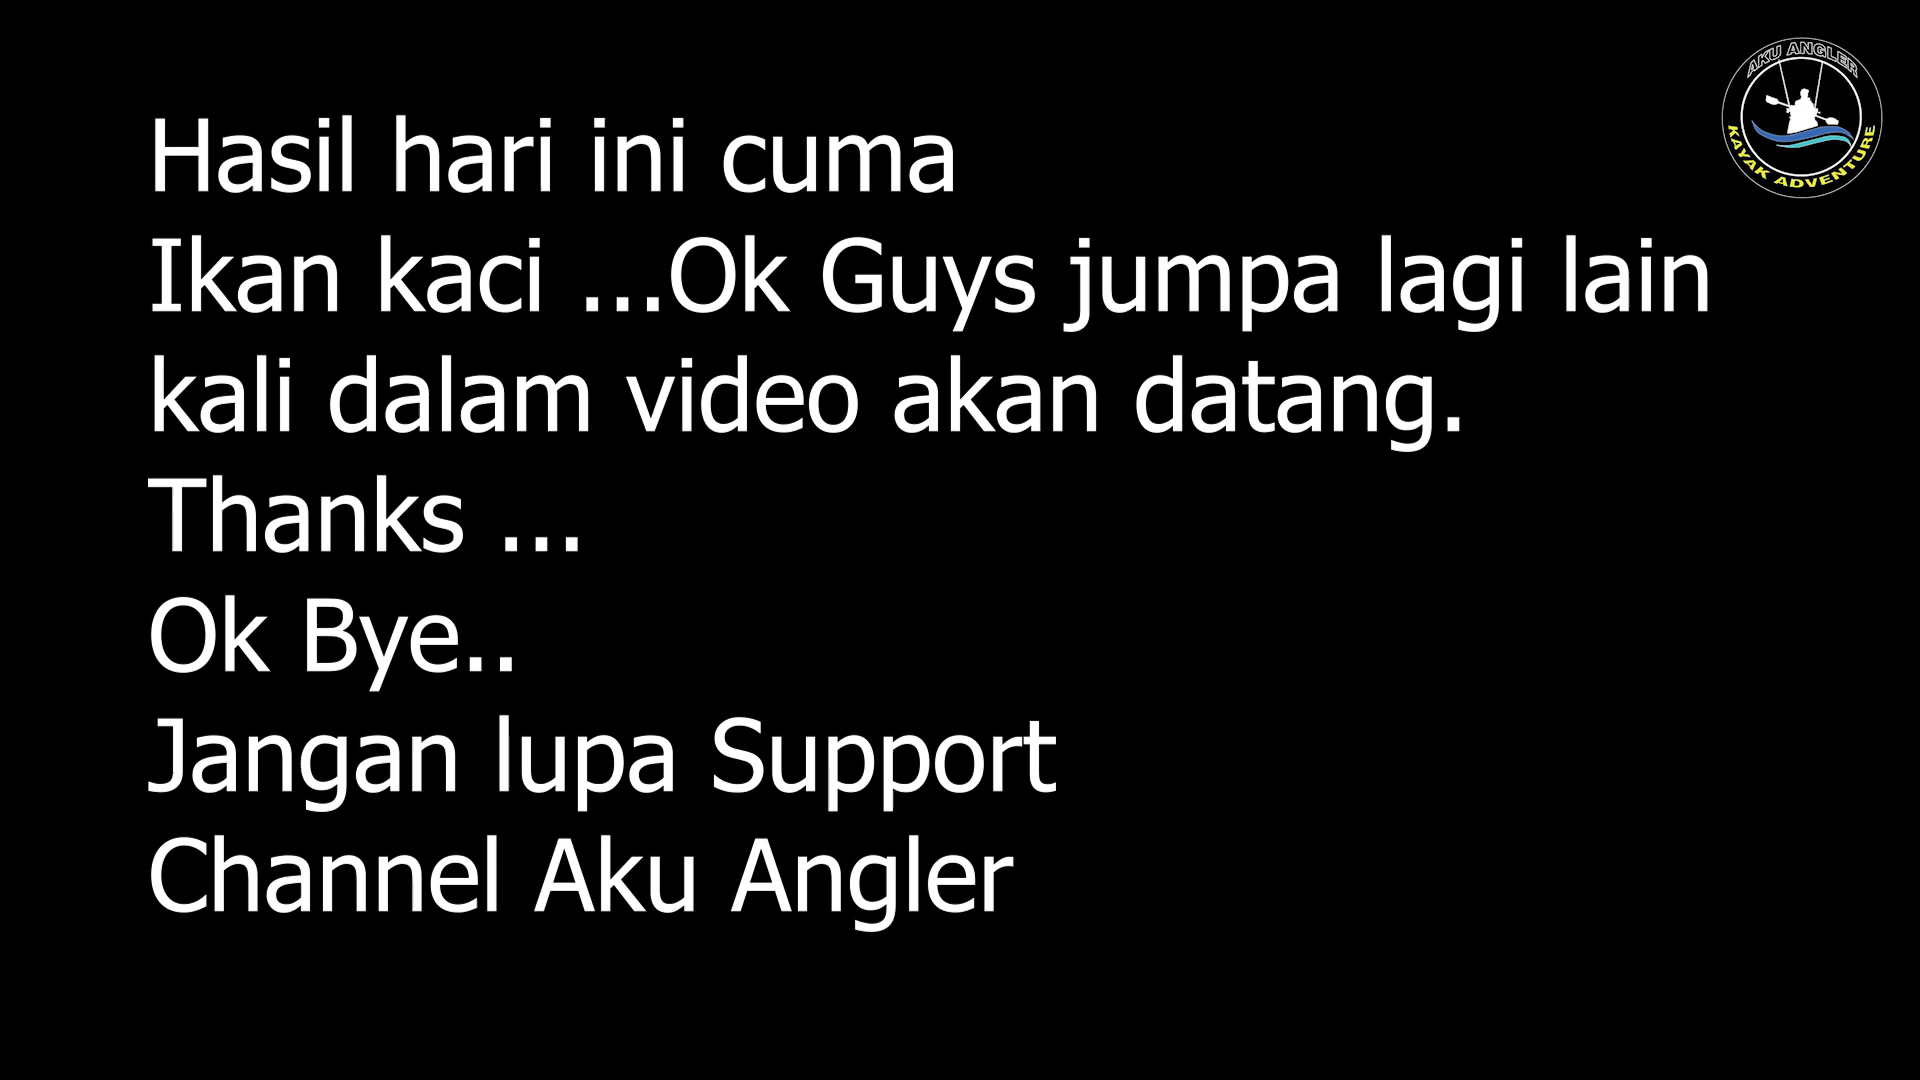 Hasil hari ini cuma
Ikan kaci ...Ok Guys jumpa lagi lain
kali dalam video akan datang.
Thanks ...
Ok Bye..
Jangan lupa Support
Channel Aku Angler
AKU ANGLER
KAYAK ADVENTURE